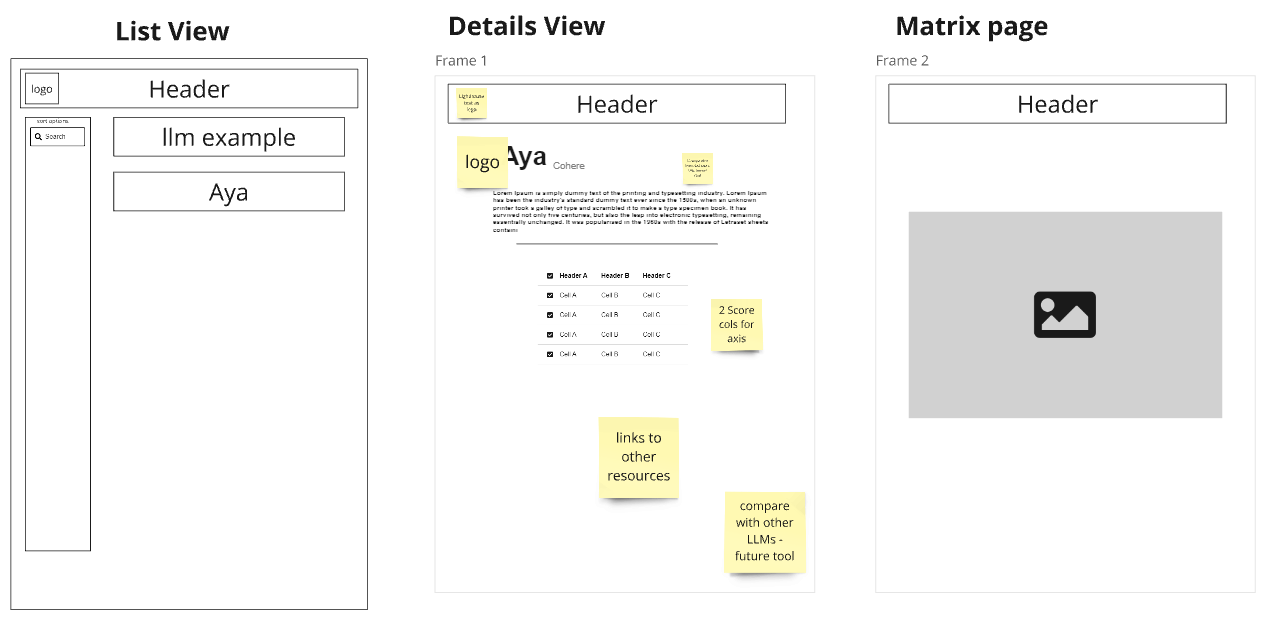 List View
Details View
Matrix page
Frame 1
Frame 2
logo
Header
sort options
Search
llm example
Aya
Lighthouse
text as
logo
Header
logo
Aya
Cohere
Lorem Ipsum is simply dummy text of the printing and typesetting industry. Lorem Ipsum
has been the industry's standard dummy text ever since the 1500s, when an unknown
printer took a galley of type and scrambled it to make a type specimen book. It has
survived not only five centuries, but also the leap into electronic typesetting, remaining
essentially unchanged. It was popularised in the 1960s with the release of Letraset sheets
containi
Header A Header B Header C
Cell A Cell B Cell C
Cell A Cell B Cell C
Cell A Cell B Cell C
Cell A Cell B Cell C
2 Score
cols for
axis
links to
other
resources
compare
with other
LLMs -
future tool
Header